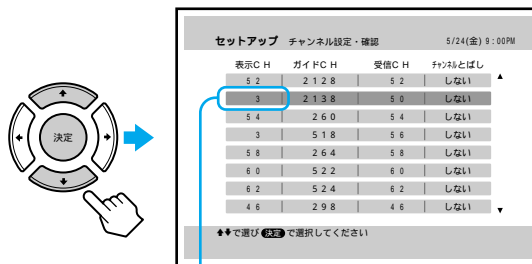 セットアップ チャンネル設定・確認 5/24(金) 9:00PM
表示CH ガイドCH 受信CH チャンネルとばし
52 2128 52 しない
3 2138 50 しない
54 260 54 しない
3 518 56 しない
58 264 58 しない
60 522 60 しない
62 524 62 しない
46 298 46 しない
で選び 決定 で選択してください
決定